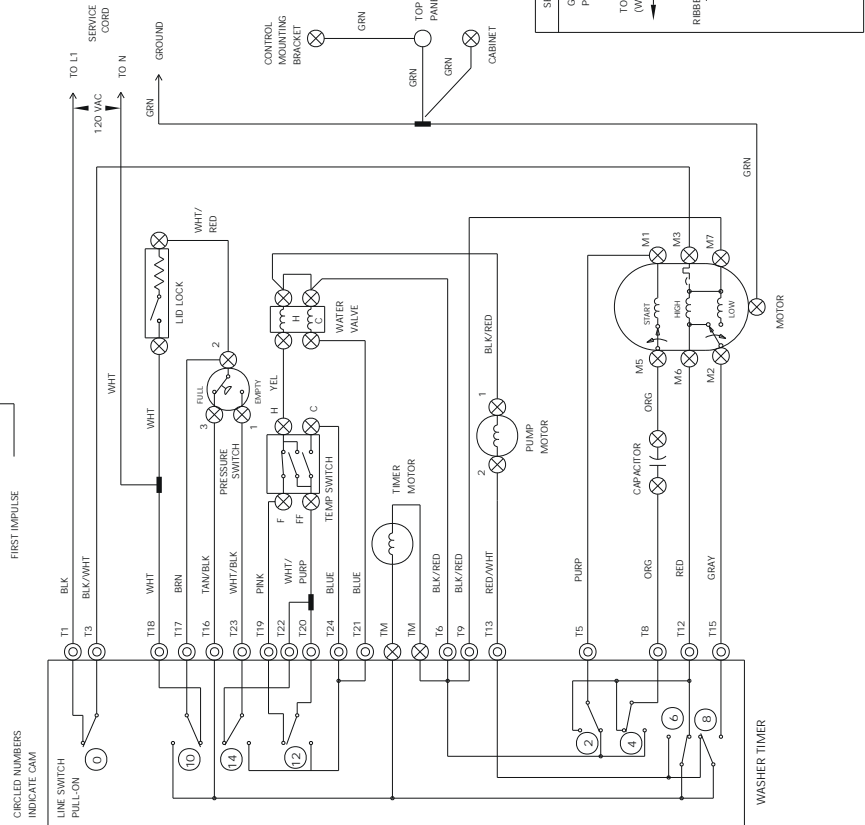 SERVICE
CORD
TO L1
120 VAC
TO N
GROUND
GRN
CONTROL
MOUNTING
BRACKET
GRN
TOP
GRN
GRN
CABINET
TO
RIBBE
FIRST IMPULSE
WHT
WHT/
RED
LID LOCK
WHT
2
FULL
EMPTY
3
1
PRESSURE
SWITCH
H
C
WATER
VALVE
YEL
H
C
F
FF
TEMP SWITCH
TIMER
MOTOR
BLK/RED
1
2
PUMP
MOTOR
GRN
M1
M3
M7
START
HIGH
LOW
M5
M6
M2
MOTOR
ORG
CAPACITOR
BLK
BLK/WHT
WHT
BRN
TAN/BLK
WHT/BLK
PINK
WHT/
PURP
BLUE
BLUE
BLK/RED
BLK/RED
RED/WHT
PURP
ORG
RED
GRAY
T1
T3
T18
T17
T16
T23
T19
T22
T20
T24
T21
TM
TM
T6
T9
T13
T5
T8
T12
T15
CIRCLED NUMBERS
INDICATE CAM
LINE SWITCH
PULL-ON
0
10
14
12
2
4
6
8
WASHER TIMER